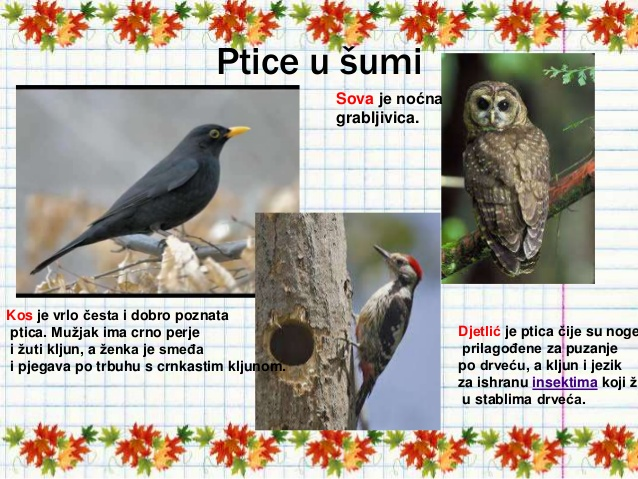 Ptice u šumi
Sova je noćna
grabljivica.
Kos je vrlo česta i dobro poznata
ptica. Mužjak ima crno perje
i žuti kljun, a ženka je smeđa
i pjegava po trbuhu s crnkastim kljunom.
Djetlić je ptica čije su noge
prilagođene za puzanje
po drveću, a kljun i jezik
za ishranu insektima koji ž
u stablima drveća.